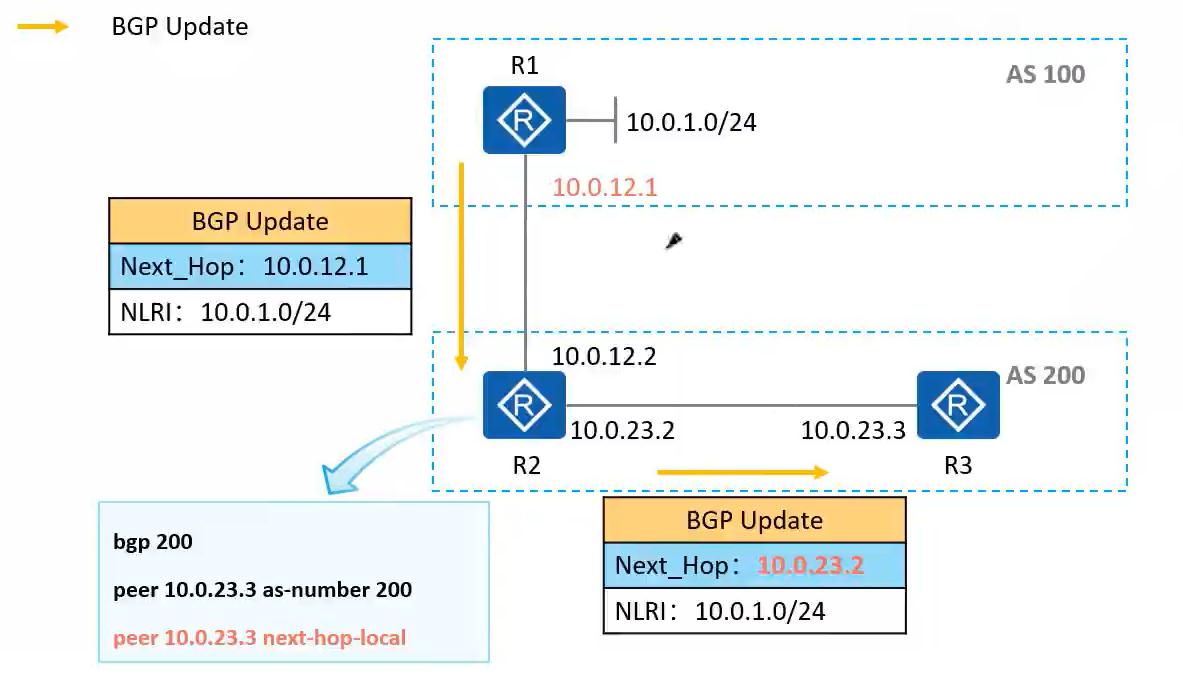 BGP Update
R1
AS 100
10.0.1.0/24
10.0.12.1
BGP Update
Next_Hop：10.0.12.1
NLRI：10.0.1.0/24
10.0.12.2
AS 200
10.0.23.2
10.0.23.3
R2
R3
bgp 200
peer 10.0.23.3 as-number 200
peer 10.0.23.3 next-hop-local
BGP Update
Next_Hop：10.0.23.2
NLRI：10.0.1.0/24